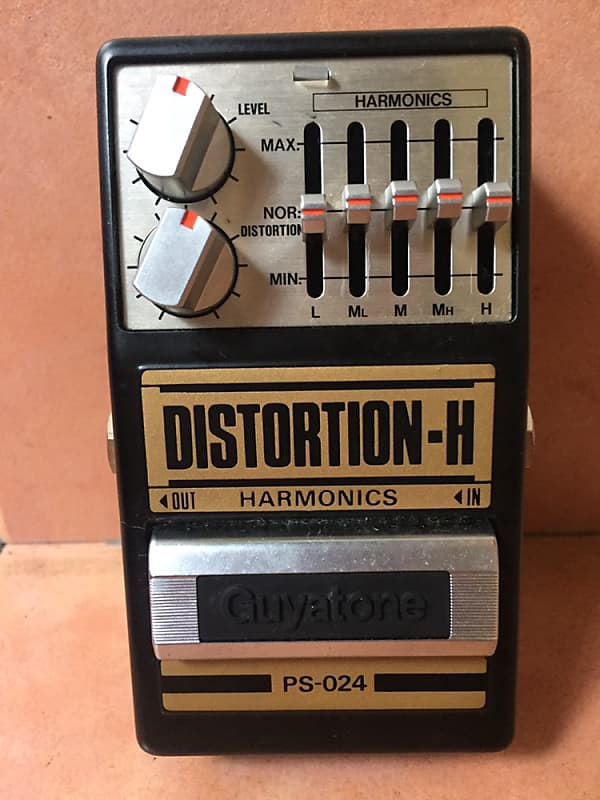 LEVEL
HARMONICS
MAX.
NOR.
DISTORTION
MIN.
L ML M MH H
DISTORTION-H
OUT HARMONICS IN
Guyatone
PS-024